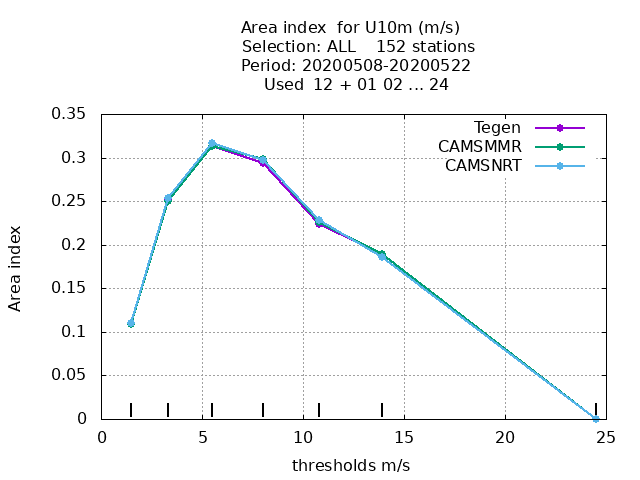 Area index  for U10m (m/s)
Selection: ALL    152 stations
Period: 20200508-20200522
Used  12 + 01 02 ... 24
Tegen
CAMSMMR
CAMSNRT
Area index
0.35
0.3
0.25
0.2
0.15
0.1
0.05
0
0 5 10 15 20 25
thresholds m/s